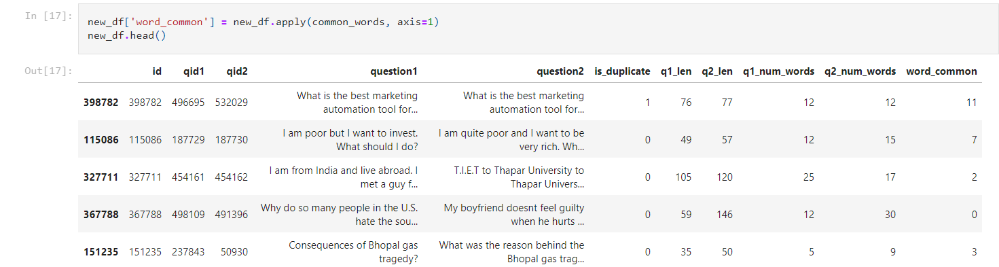 In [17]:
new_df['word_common'] = new_df.apply(common_words, axis=1)
new_df.head()
Out[17]:
id qid1 qid2 question1 question2 is_duplicate q1_len q2_len q1_num_words q2_num_words word_common
398782 398782 496695 532029 What is the best marketing automation tool for... What is the best marketing automation tool for... 1 76 77 12 12 11
115086 115086 187729 187730 I am poor but I want to invest. What should I do? I am quite poor and I want to be very rich. Wh... 0 49 57 12 15 7
327711 327711 454161 454162 I am from India and live abroad. I met a guy f... T.I.E.T to Thapar University to Thapar Univers... 0 105 120 25 17 2
367788 367788 498109 491396 Why do so many people in the U.S. hate the sou... My boyfriend doesnt feel guilty when he hurts ... 0 59 146 12 30 0
151235 151235 237843 50930 Consequences of Bhopal gas tragedy? What was the reason behind the Bhopal gas trag... 0 35 50 5 9 3